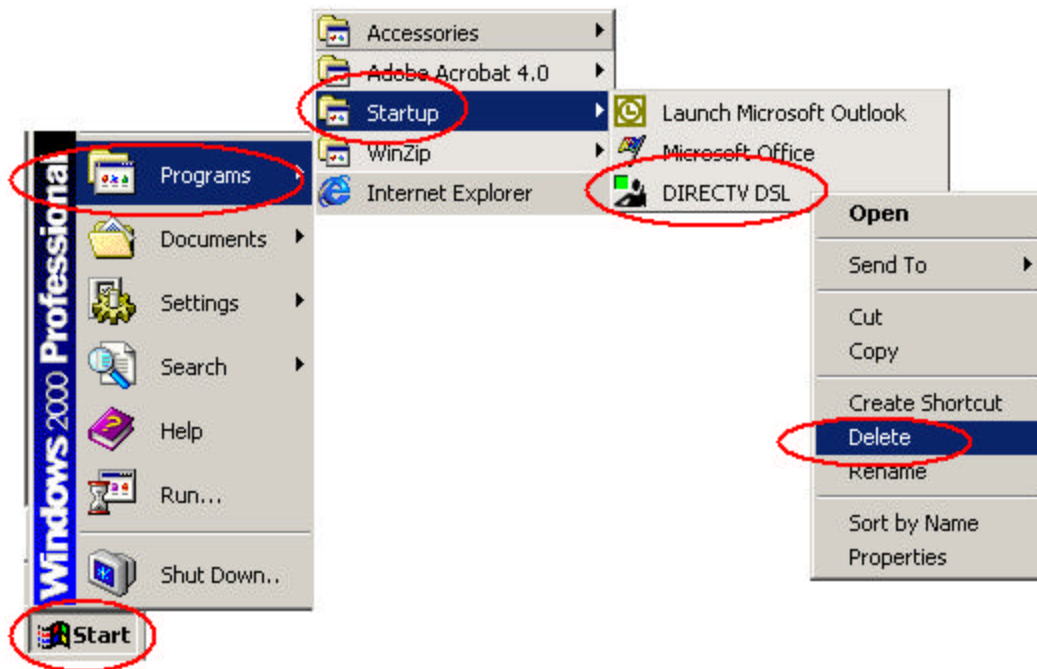 Accessories
Adobe Acrobat 4.0
Startup
WinZip
Internet Explorer
Launch Microsoft Outlook
Microsoft Office
DIRECTV DSL
Open
Send To
Cut
Copy
Create Shortcut
Delete
Rename
Sort by Name
Properties
Windows 2000 Professional
Programs
Documents
Settings
Search
Help
Run...
Shut Down..
Start